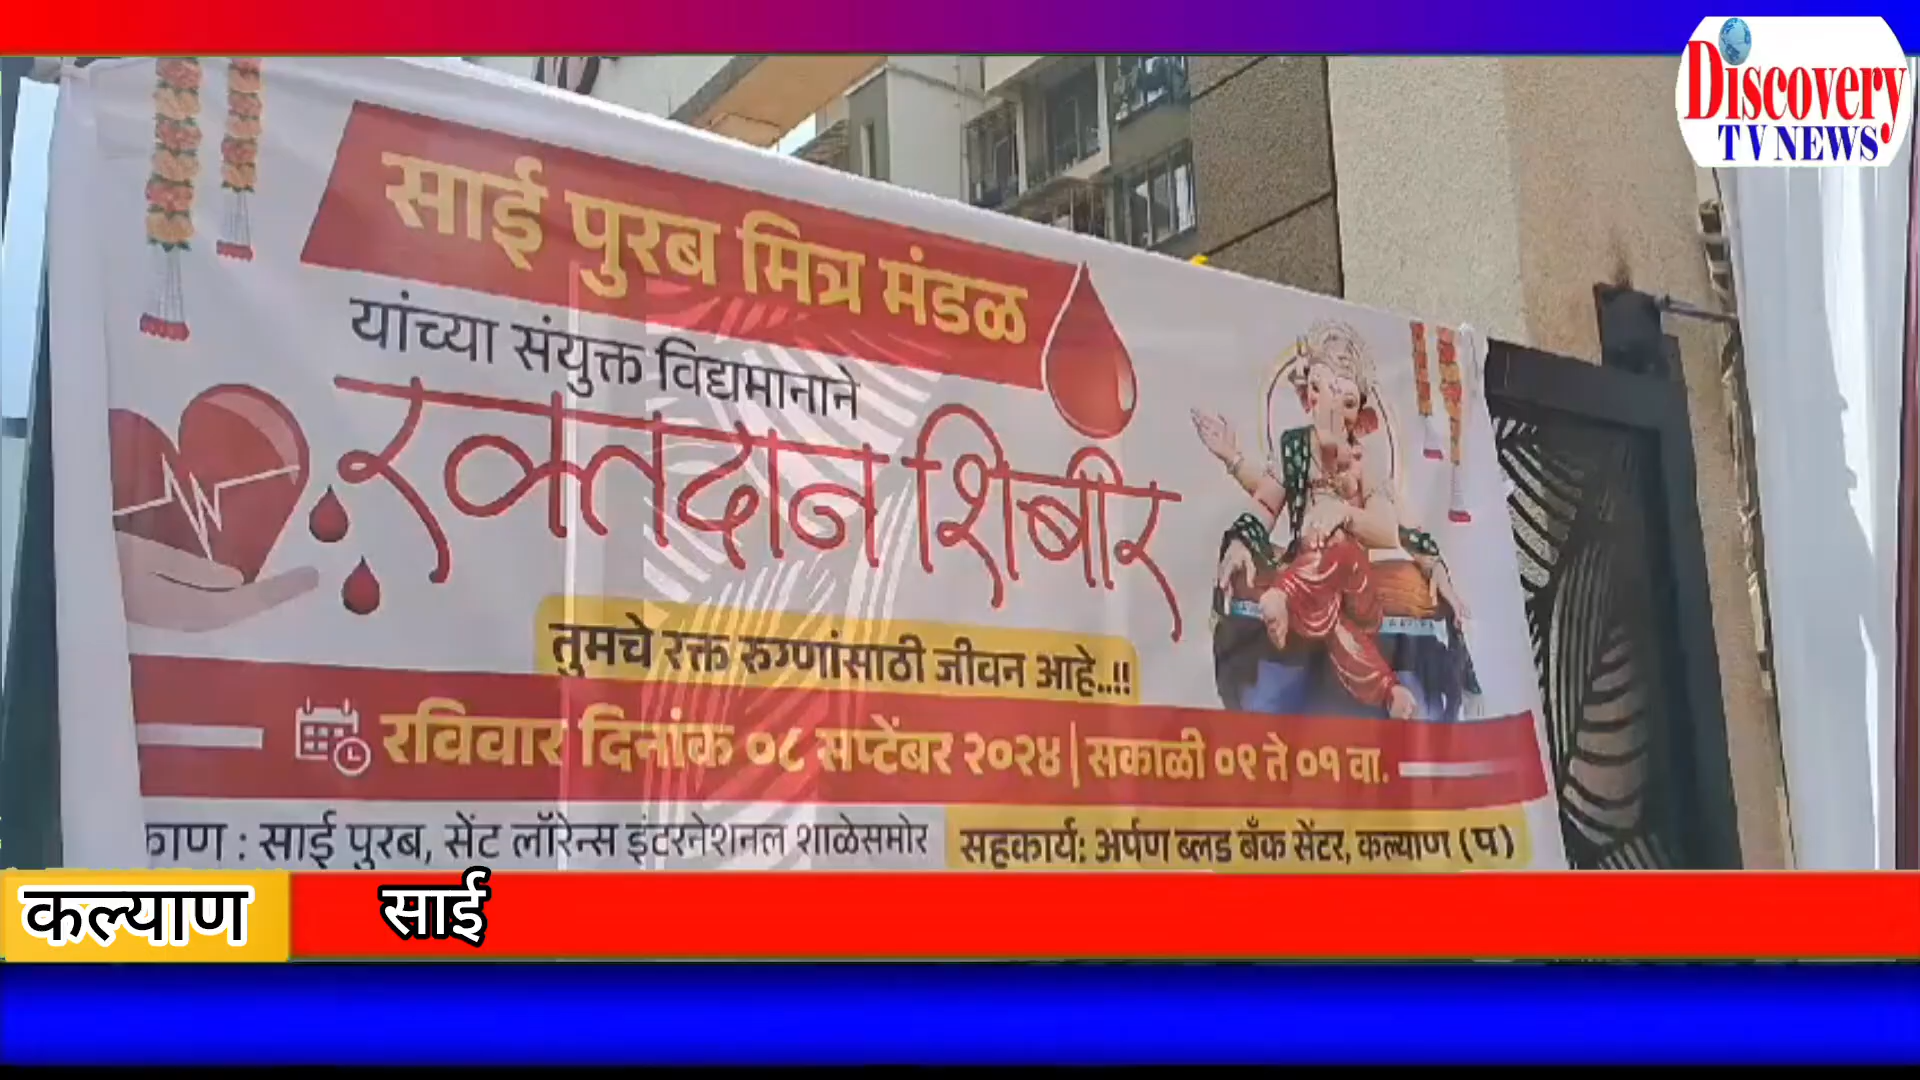 Discovery
TV NEWS
साई पुरब मित्र मंडळ
यांच्या संयुक्त विद्यमानाने
रक्तदान शिबीर
तुमचे रक्त रुग्णांसाठी जीवन आहे..!!
रविवार दिनांक ०८ सप्टेंबर २०२४ | सकाळी ०९ ते ०१ वा.
काण : साई पुरब, सेंट लॉरेन्स इंटरनेशनल शाळेसमोर
सहकार्य: अर्पण ब्लड बँक सेंटर, कल्याण (प)
कल्याण
साई